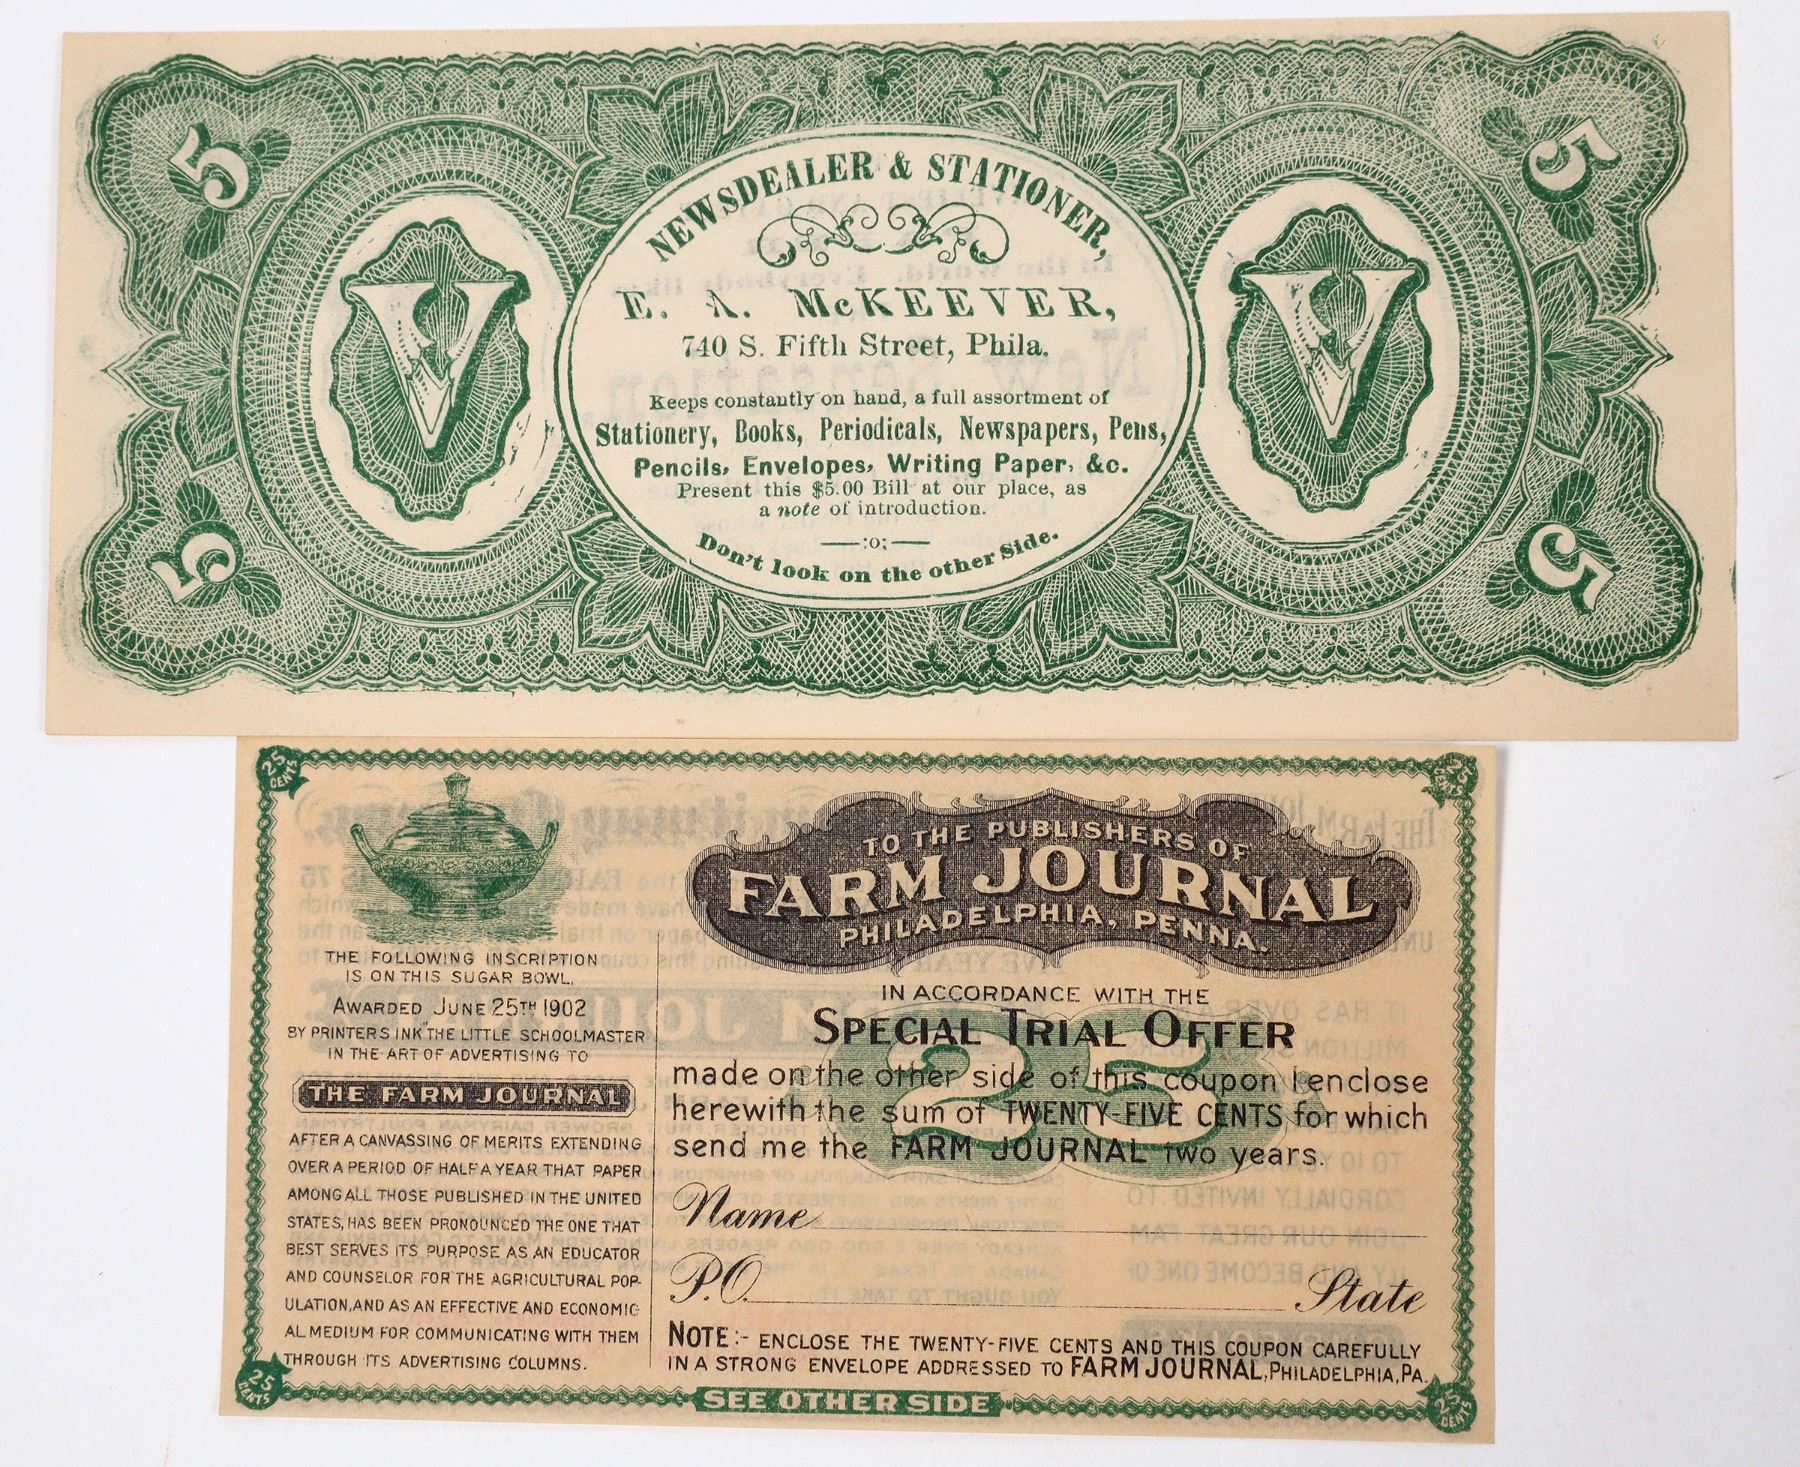 5
5
NEWSDEALER & STATIONER,
E. A. McKEEVER,
740 S. Fifth Street, Phila.
V
V
Keeps constantly on hand, a full assortment of
Stationery, Books, Periodicals, Newspapers, Pens,
Pencils, Envelopes, Writing Paper, &c.
Present this $5.00 Bill at our place, as
a note of introduction.
—:o:—
Don't look on the other Side.
5
5
25 CENTS
25 CENTS
THE FOLLOWING INSCRIPTION
IS ON THIS SUGAR BOWL,
AWARDED JUNE 25TH 1902
BY PRINTERS INK "THE LITTLE SCHOOLMASTER
IN THE ART OF ADVERTISING TO
THE FARM JOURNAL
AFTER A CANVASSING OF MERITS EXTENDING
OVER A PERIOD OF HALF A YEAR THAT PAPER
AMONG ALL THOSE PUBLISHED IN THE UNITED
STATES, HAS BEEN PRONOUNCED THE ONE THAT
BEST SERVES ITS PURPOSE AS AN EDUCATOR
AND COUNSELOR FOR THE AGRICULTURAL POP-
ULATION, AND AS AN EFFECTIVE AND ECONOMIC-
AL MEDIUM FOR COMMUNICATING WITH THEM
THROUGH ITS ADVERTISING COLUMNS.
TO THE PUBLISHERS OF
FARM JOURNAL
PHILADELPHIA, PENNA.
IN ACCORDANCE WITH THE
SPECIAL TRIAL OFFER
25
made on the other side of this coupon I enclose
herewith the sum of TWENTY-FIVE CENTS for which
send me the FARM JOURNAL two years.
Name
P.O. State
NOTE:- ENCLOSE THE TWENTY-FIVE CENTS AND THIS COUPON CAREFULLY
IN A STRONG ENVELOPE ADDRESSED TO FARM JOURNAL, PHILADELPHIA, PA.
25 CENTS
SEE OTHER SIDE
25 CENTS